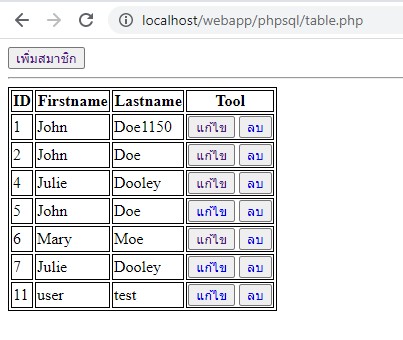 localhost/webapp/phpsql/table.php
เพิ่มสมาชิก
ID Firstname Lastname Tool
1 John Doe1150 แก้ไข ลบ
2 John Doe แก้ไข ลบ
4 Julie Dooley แก้ไข ลบ
5 John Doe แก้ไข ลบ
6 Mary Moe แก้ไข ลบ
7 Julie Dooley แก้ไข ลบ
11 user test แก้ไข ลบ